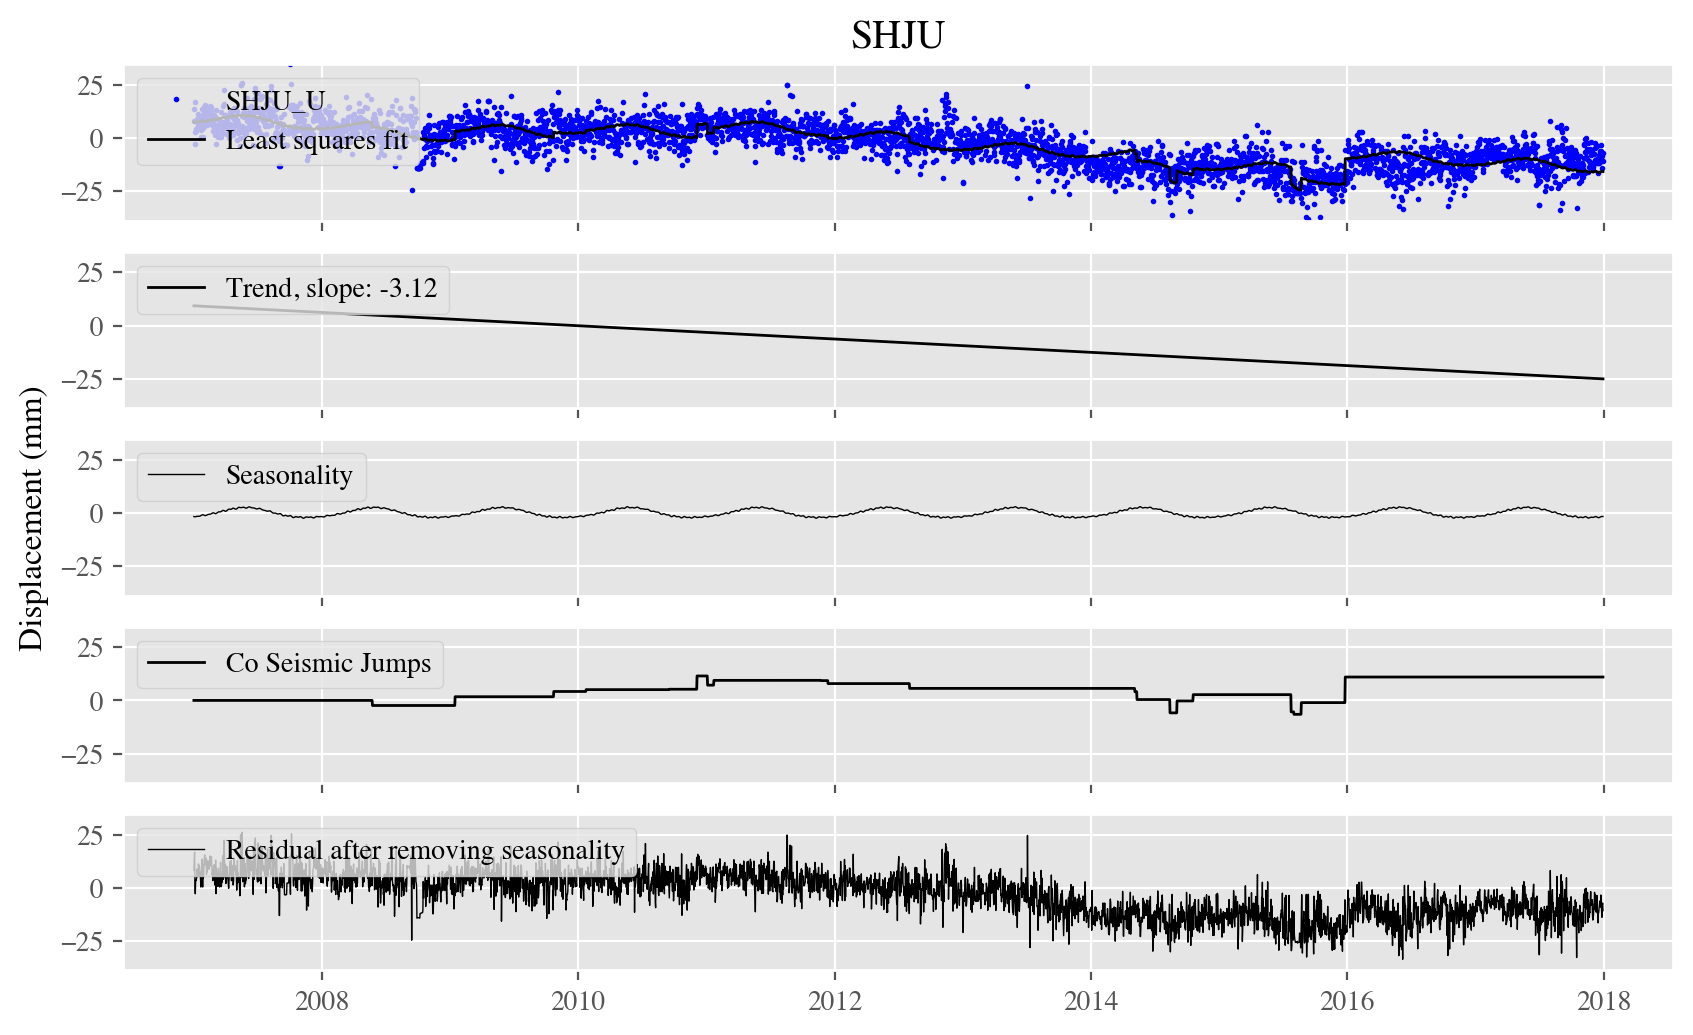 SHJU
25
0
−25
SHJU_U
Least squares fit
25
0
−25
Trend, slope: -3.12
Displacement (mm)
25
0
−25
Seasonality
25
0
−25
Co Seismic Jumps
25
0
−25
Residual after removing seasonality
2008 2010 2012 2014 2016 2018